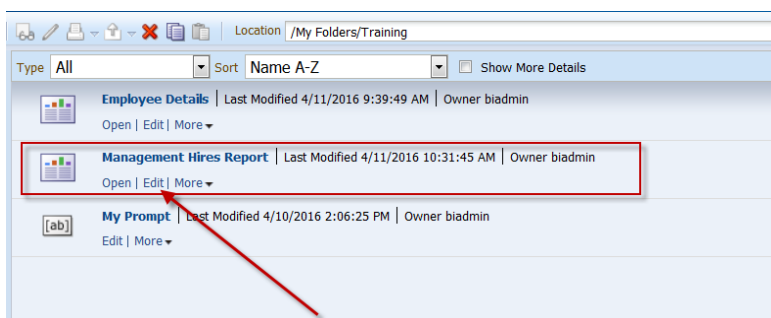 Location /My Folders/Training
Type All Sort Name A-Z Show More Details
Employee Details | Last Modified 4/11/2016 9:39:49 AM | Owner biadmin
Open | Edit | More
Management Hires Report | Last Modified 4/11/2016 10:31:45 AM | Owner biadmin
Open | Edit | More
[ab] My Prompt | Last Modified 4/10/2016 2:06:25 PM | Owner biadmin
Edit | More